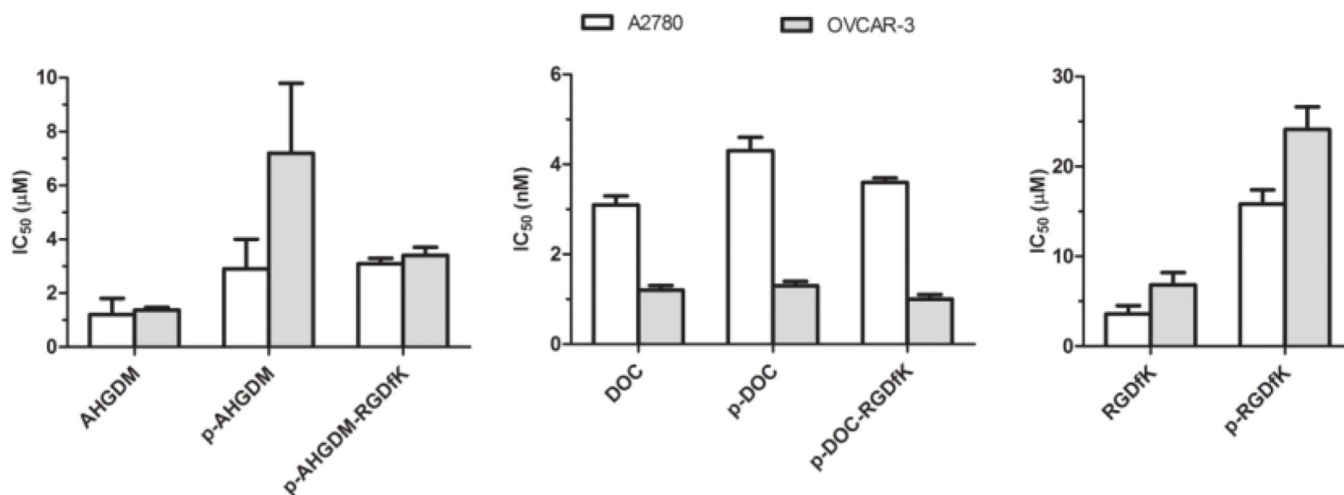 A2780 OVCAR-3
IC50 (μM)
10
8
6
4
2
0
AHGDM
p-AHGDM
p-AHGDM-RGDfK
IC50 (nM)
6
4
2
0
DOC
p-DOC
p-DOC-RGDfK
IC50 (μM)
30
20
10
0
RGDfK
p-RGDfK